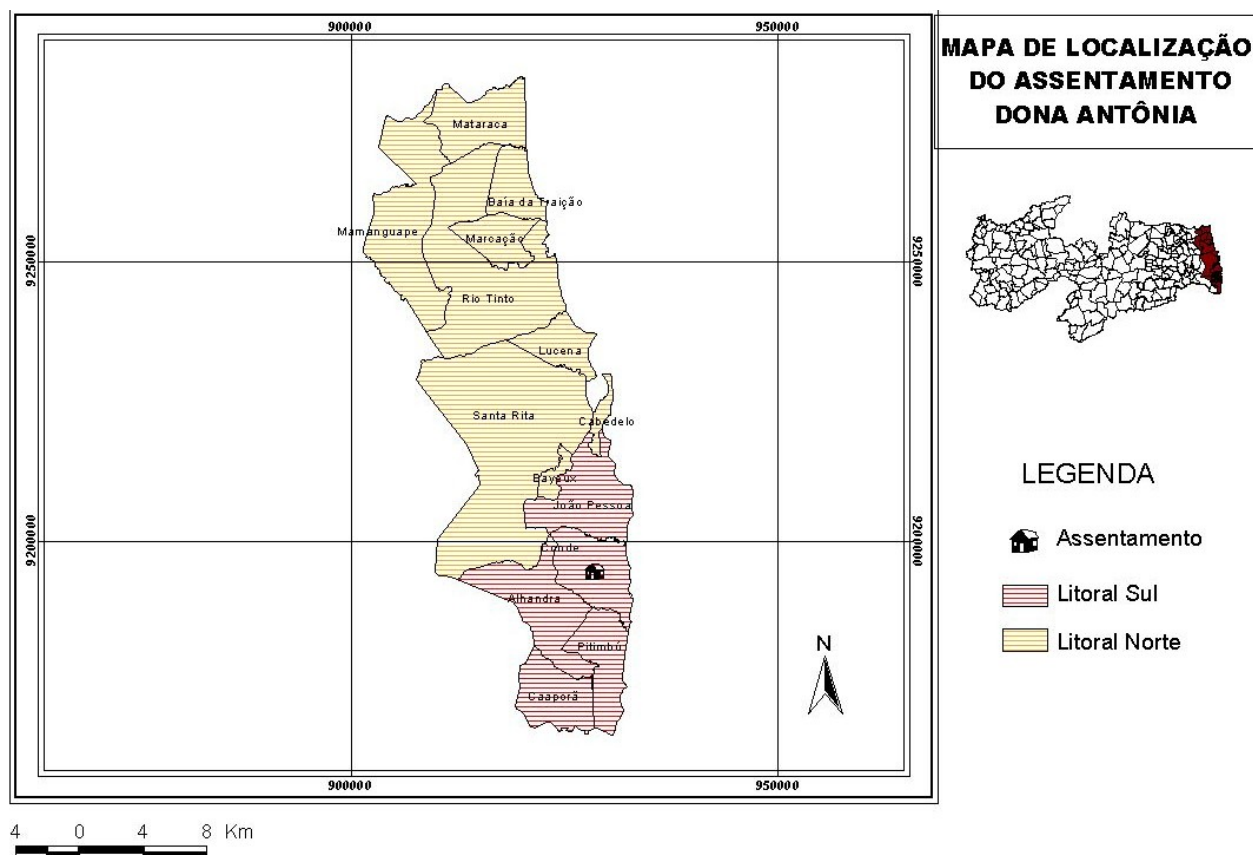 900000
950000
MAPA DE LOCALIZAÇÃO
DO ASSENTAMENTO
DONA ANTÔNIA
Mataraca
Baía da Traição
Mamanguape
Marcação
9250000
9250000
Rio Tinto
Lucena
Santa Rita
Cabedelo
Bayeux
João Pessoa
LEGENDA
9200000
9200000
Conde
Assentamento
Alhandra
Litoral Sul
Pitimbú
Litoral Norte
N
Caaporã
900000
950000
4 0 4 8 Km